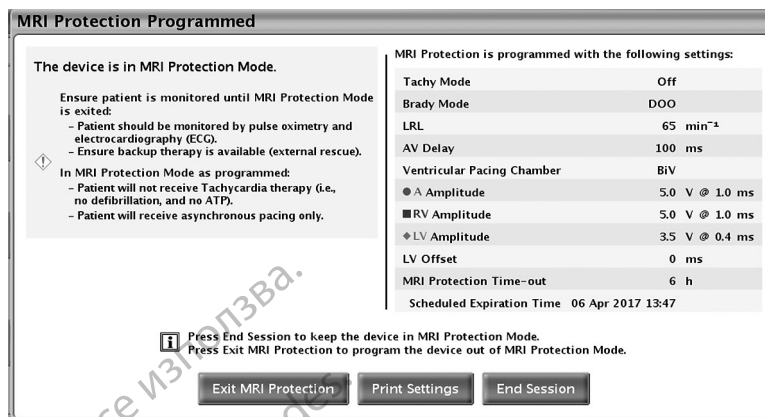 MRI Protection Programmed
The device is in MRI Protection Mode.
Ensure patient is monitored until MRI Protection Mode
is exited:
– Patient should be monitored by pulse oximetry and
electrocardiography (ECG).
– Ensure backup therapy is available (external rescue).
In MRI Protection Mode as programmed:
– Patient will not receive Tachycardia therapy (i.e.,
no defibrillation, and no ATP).
– Patient will receive asynchronous pacing only.
MRI Protection is programmed with the following settings:
Tachy Mode Off
Brady Mode DOO
LRL 65 min⁻¹
AV Delay 100 ms
Ventricular Pacing Chamber BiV
A Amplitude 5.0 V @ 1.0 ms
RV Amplitude 5.0 V @ 1.0 ms
LV Amplitude 3.5 V @ 0.4 ms
LV Offset 0 ms
MRI Protection Time-out 6 h
Scheduled Expiration Time 06 Apr 2017 13:47
Press End Session to keep the device in MRI Protection Mode.
Press Exit MRI Protection to program the device out of MRI Protection Mode.
Exit MRI Protection Print Settings End Session
се използва.
des.